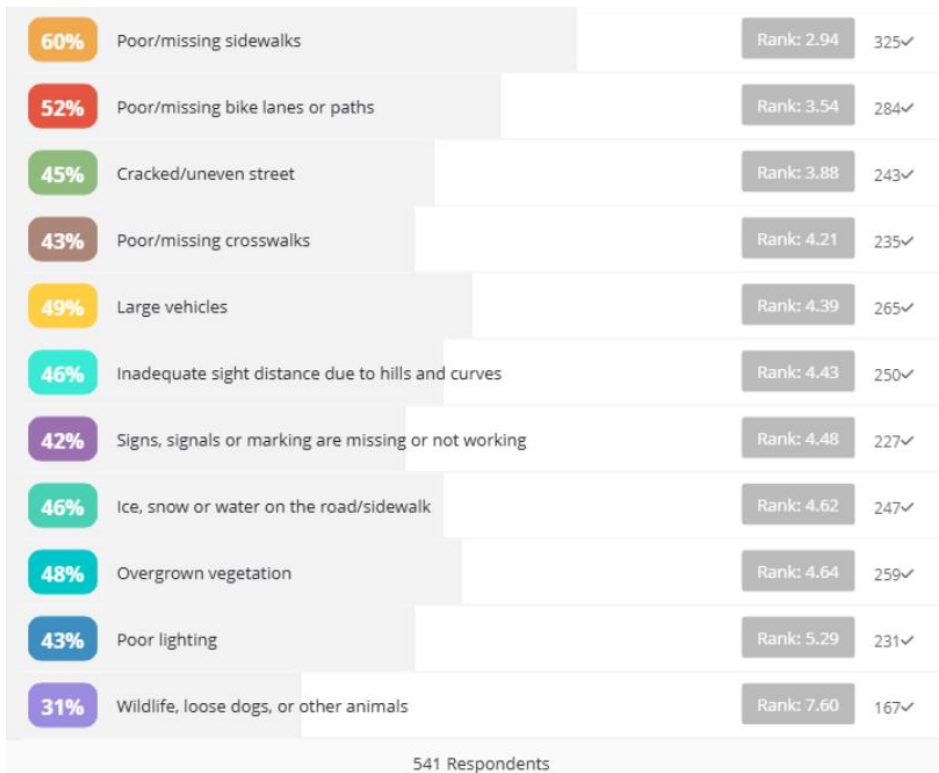 60% Poor/missing sidewalks Rank: 2.94 325✓
52% Poor/missing bike lanes or paths Rank: 3.54 284✓
45% Cracked/uneven street Rank: 3.88 243✓
43% Poor/missing crosswalks Rank: 4.21 235✓
49% Large vehicles Rank: 4.39 265✓
46% Inadequate sight distance due to hills and curves Rank: 4.43 250✓
42% Signs, signals or marking are missing or not working Rank: 4.48 227✓
46% Ice, snow or water on the road/sidewalk Rank: 4.62 247✓
48% Overgrown vegetation Rank: 4.64 259✓
43% Poor lighting Rank: 5.29 231✓
31% Wildlife, loose dogs, or other animals Rank: 7.60 167✓
541 Respondents